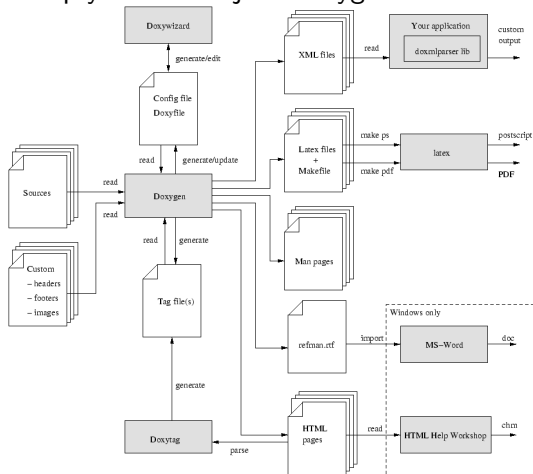 Doxywizard
generate/edit
Config file
Doxyfile
read
generate/update
Sources
read
read
Doxygen
Custom
– headers
– footers
– images
read
generate
Tag file(s)
generate
Doxytag
parse
XML files
read
Your application
doxmlparser lib
custom
output
Latex files
+
Makefile
make ps
make pdf
latex
postscript
PDF
Man pages
refman.rtf
import
Windows only
MS–Word
doc
HTML
pages
read
HTML Help Workshop
chm